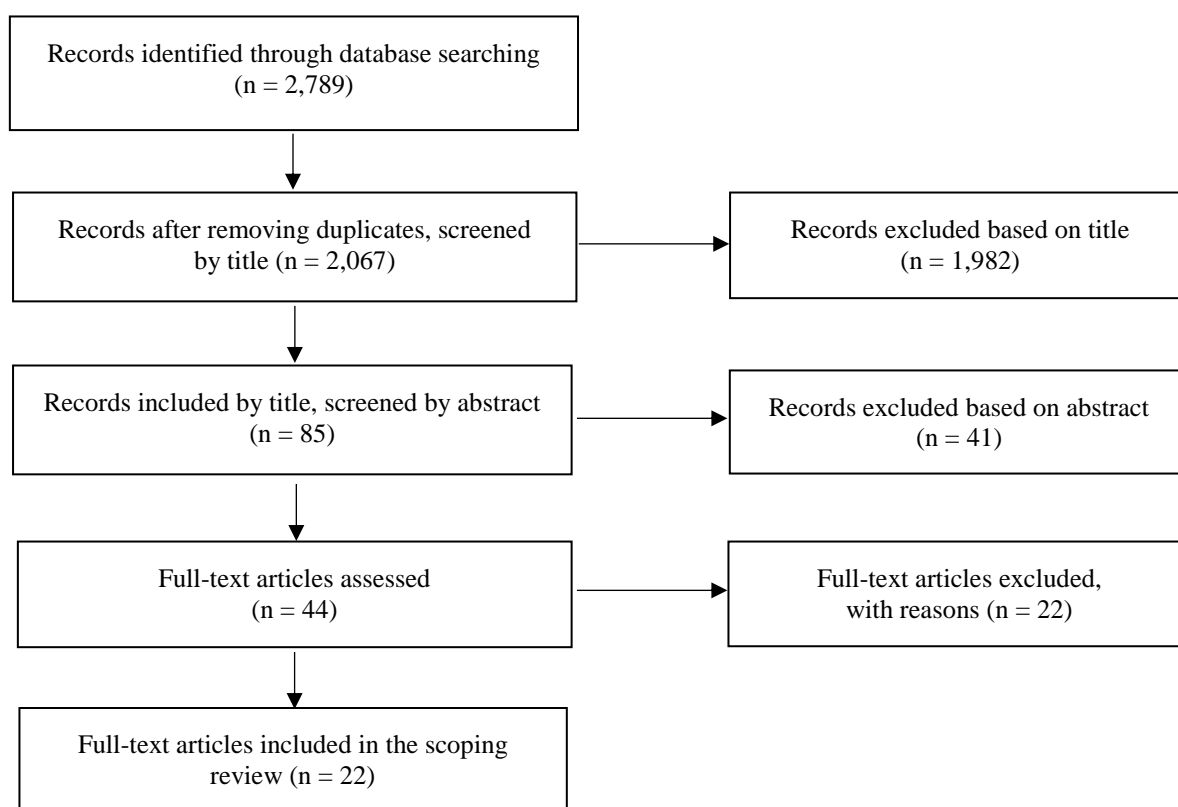 Records identified through database searching
(n = 2,789)
Records after removing duplicates, screened
by title (n = 2,067)
Records excluded based on title
(n = 1,982)
Records included by title, screened by abstract
(n = 85)
Records excluded based on abstract
(n = 41)
Full-text articles assessed
(n = 44)
Full-text articles excluded,
with reasons (n = 22)
Full-text articles included in the scoping
review (n = 22)